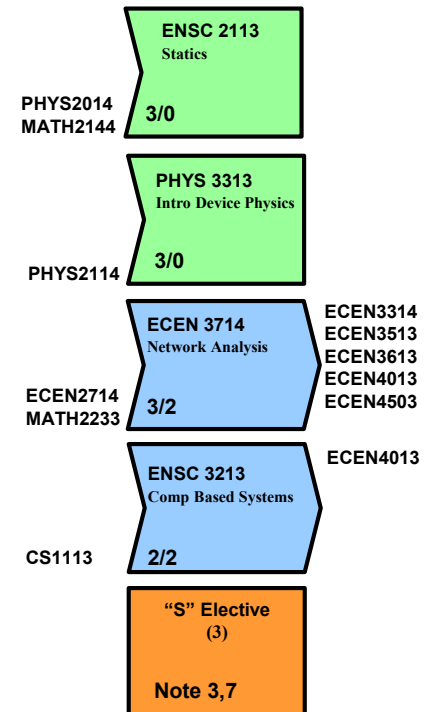 ENSC 2113
Statics
PHYS2014
MATH2144
3/0
PHYS 3313
Intro Device Physics
PHYS2114
3/0
ECEN 3714
Network Analysis
ECEN2714
MATH2233
3/2
ECEN3314
ECEN3513
ECEN3613
ECEN4013
ECEN4503
ENSC 3213
Comp Based Systems
CS1113
2/2
ECEN4013
“S” Elective
(3)
Note 3,7